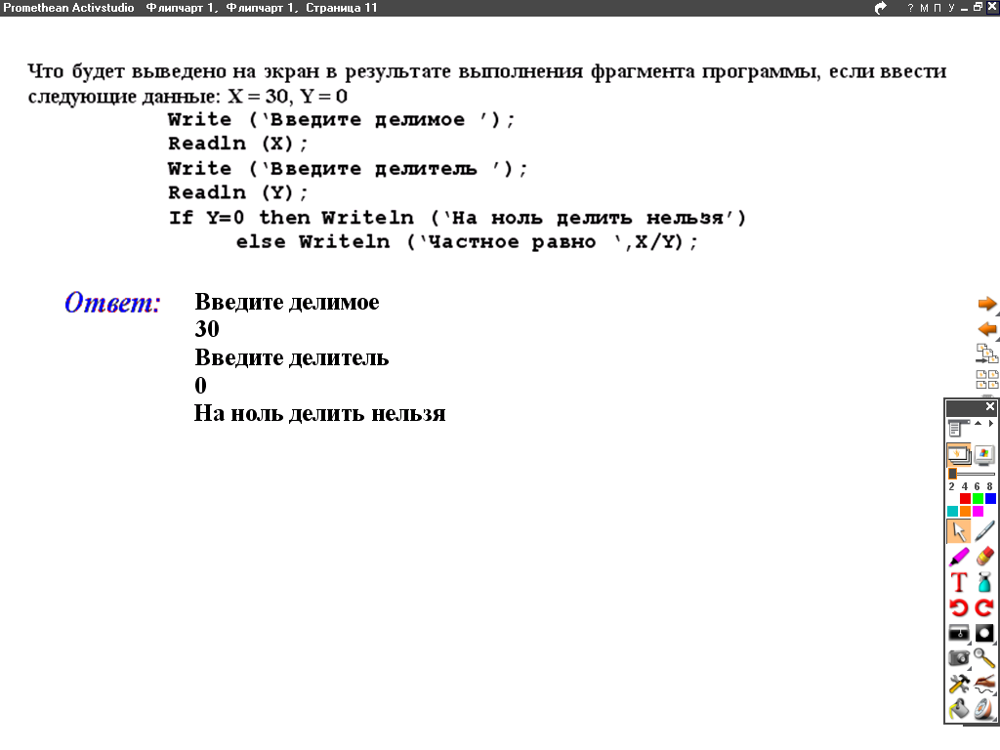 Promethean Activstudio Флипчарт 1, Флипчарт 1, Страница 11
? М П У
Что будет выведено на экран в результате выполнения фрагмента программы, если ввести
следующие данные: X = 30, Y = 0
Write (‘Введите делимое ’);
Readln (X);
Write (‘Введите делитель ’);
Readln (Y);
If Y=0 then Writeln (‘На ноль делить нельзя’)
else Writeln (‘Частное равно ‘,X/Y);
Ответ:
Введите делимое
30
Введите делитель
0
На ноль делить нельзя
2 4 6 8
T